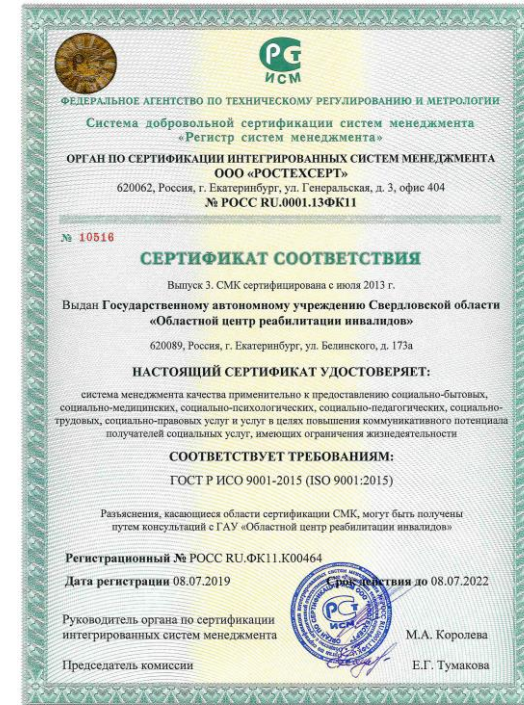 РСТ
ИСМ
ФЕДЕРАЛЬНОЕ АГЕНТСТВО ПО ТЕХНИЧЕСКОМУ РЕГУЛИРОВАНИЮ И МЕТРОЛОГИИ
Система добровольной сертификации систем менеджмента
«Регистр систем менеджмента»
ОРГАН ПО СЕРТИФИКАЦИИ ИНТЕГРИРОВАННЫХ СИСТЕМ МЕНЕДЖМЕНТА
ООО «РОСТЕХСЕРТ»
620062, Россия, г. Екатеринбург, ул. Генеральская, д. 3, офис 404
№ РОСС RU.0001.13ФК11
№ 10516
СЕРТИФИКАТ СООТВЕТСТВИЯ
Выпуск 3. СМК сертифицирована с июля 2013 г.
Выдан Государственному автономному учреждению Свердловской области
«Областной центр реабилитации инвалидов»
620089, Россия, г. Екатеринбург, ул. Белинского, д. 173а
НАСТОЯЩИЙ СЕРТИФИКАТ УДОСТОВЕРЯЕТ:
система менеджмента качества применительно к предоставлению социально-бытовых,
социально-медицинских, социально-психологических, социально-педагогических, социально-
трудовых, социально-правовых услуг и услуг в целях повышения коммуникативного потенциала
получателей социальных услуг, имеющих ограничения жизнедеятельности
СООТВЕТСТВУЕТ ТРЕБОВАНИЯМ:
ГОСТ Р ИСО 9001-2015 (ISO 9001:2015)
Разъяснения, касающиеся области сертификации СМК, могут быть получены
путем консультаций с ГАУ «Областной центр реабилитации инвалидов»
Регистрационный № РОСС RU.ФК11.К00464
Дата регистрации 08.07.2019 Срок действия до 08.07.2022
Руководитель органа по сертификации
интегрированных систем менеджмента М.А. Королева
Председатель комиссии Е.Г. Тумакова